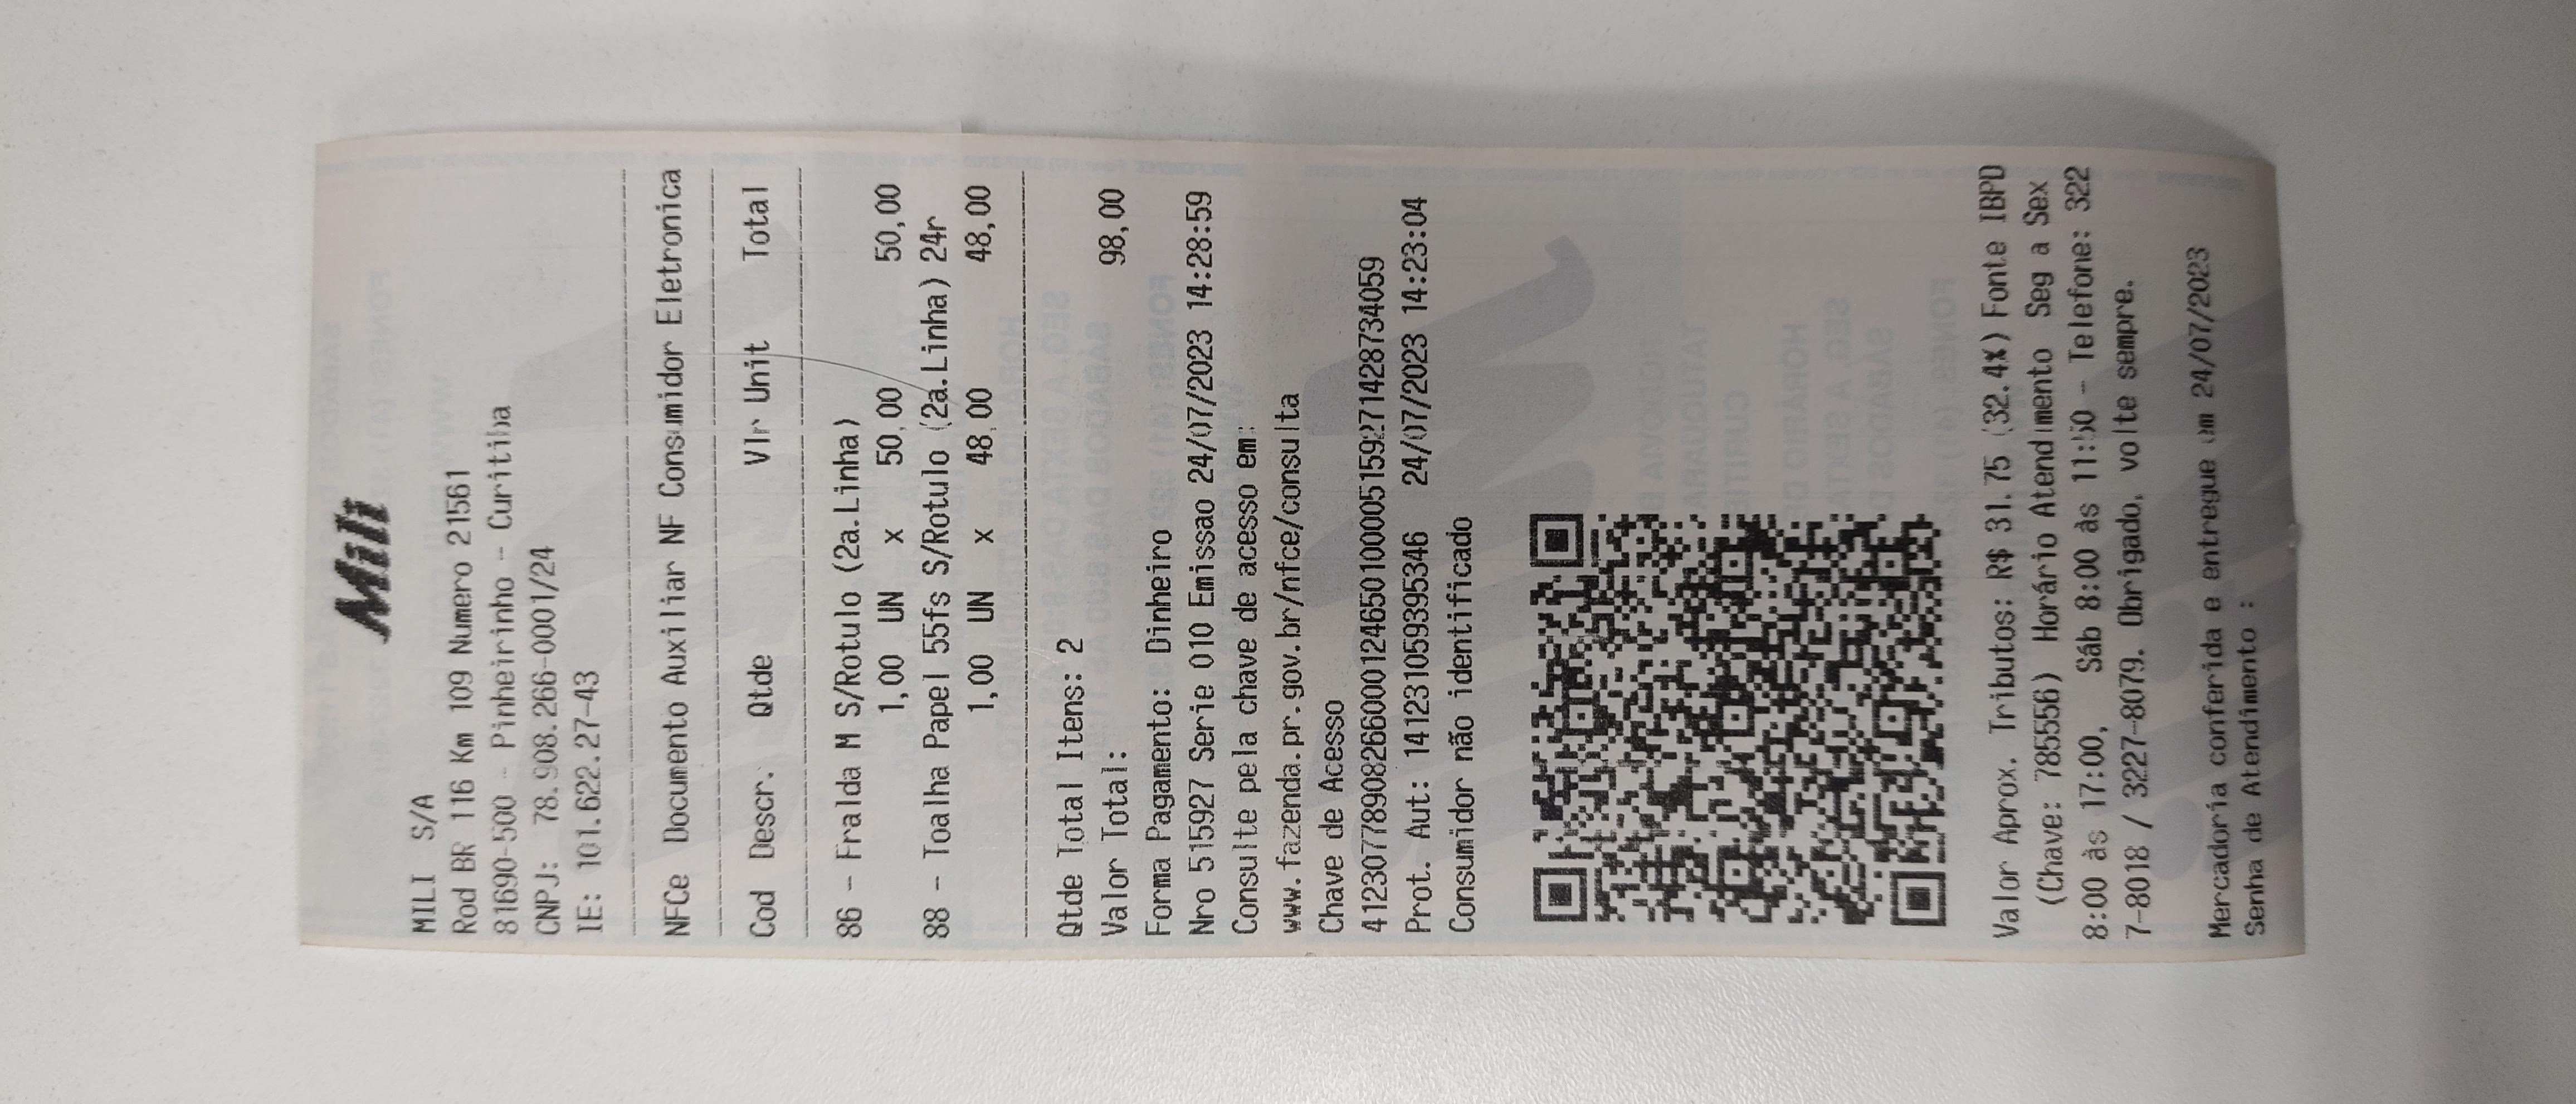 Mili
MILI S/A
Rod BR 116 Km 109 Numero 21561
81690-500 - Pinheirinho - Curitiba
CNPJ: 78.908.266-0001/24
IE: 101.622.27-43
NFCe Documento Auxiliar NF Consumidor Eletronica
Cod Descr. Qtde Vlr Unit Total
86 - Fralda M S/Rotulo (2a.Linha)
1,00 UN x 50,00 50,00
88 - Toalha Papel 55fs S/Rotulo (2a.Linha) 24r
1,00 UN x 48,00 48,00
Qtde Total Itens: 2
Valor Total: 98,00
Forma Pagamento: Dinheiro
Nro 515927 Serie 010 Emissao 24/07/2023 14:28:59
Consulte pela chave de acesso em:
www.fazenda.pr.gov.br/nfce/consulta
Chave de Acesso
41230778908266000124650100005159271428734059
Prot. Aut: 141231059395346 24/07/2023 14:23:04
Consumidor não identificado
Valor Aprox. Tributos: R$ 31.75 (32.4%) Fonte IBPD
(Chave: 785556) Horário Atendimento Seg a Sex
8:00 às 17:00, Sáb 8:00 às 11:50 - Telefone: 322
7-8018 / 3227-8079. Obrigado, volte sempre.
Mercadoria conferida e entregue em 24/07/2023
Senha de Atendimento :